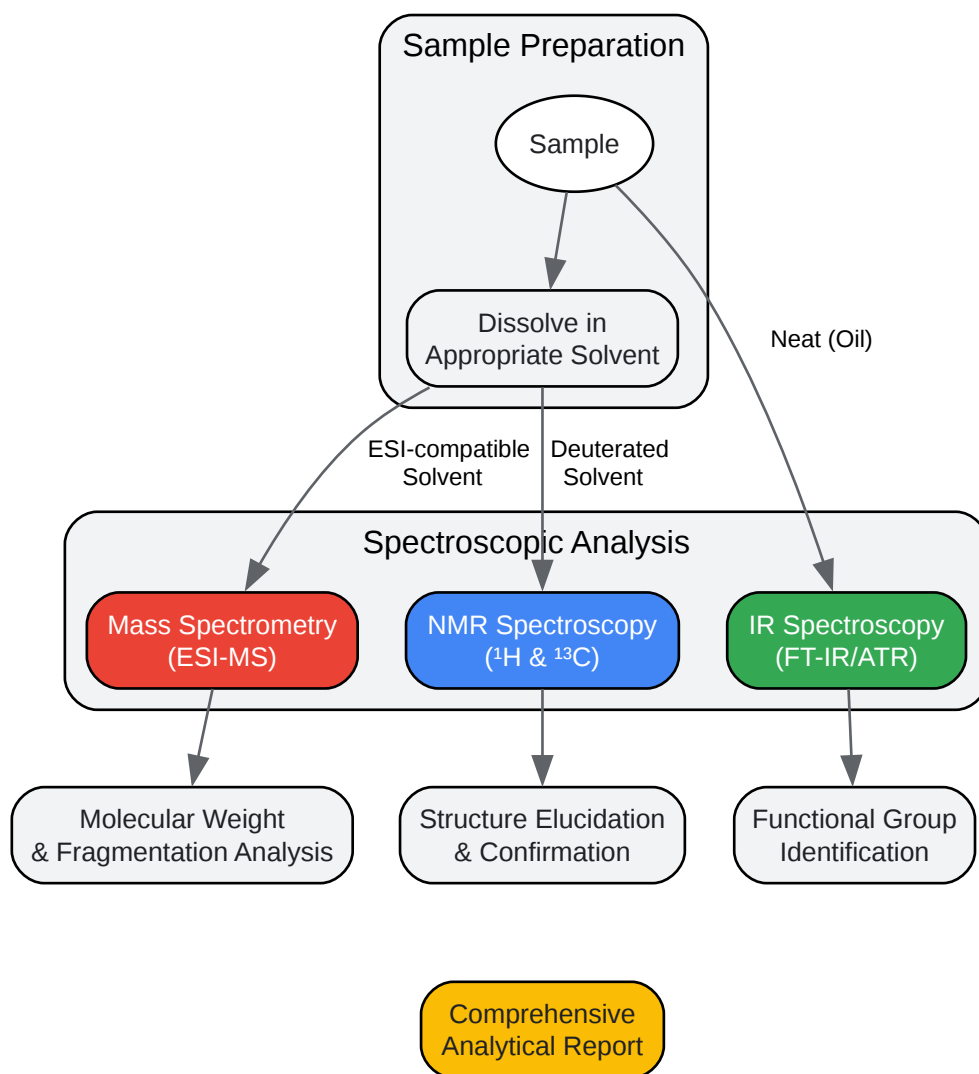 Sample Preparation
Sample
Dissolve in
Appropriate Solvent
Neat (Oil)
ESI-compatible
Solvent
Deuterated
Solvent
Spectroscopic Analysis
Mass Spectrometry
(ESI-MS)
NMR Spectroscopy
(¹H & ¹³C)
IR Spectroscopy
(FT-IR/ATR)
Molecular Weight
& Fragmentation Analysis
Structure Elucidation
& Confirmation
Functional Group
Identification
Comprehensive
Analytical Report